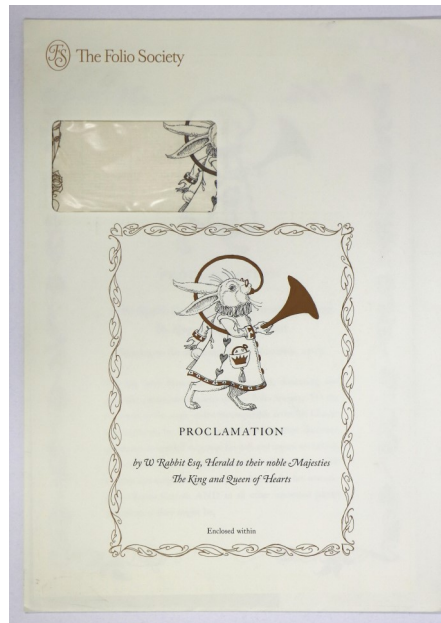 FS The Folio Society
PROCLAMATION
by W Rabbit Esq, Herald to their noble Majesties
The King and Queen of Hearts
Enclosed within